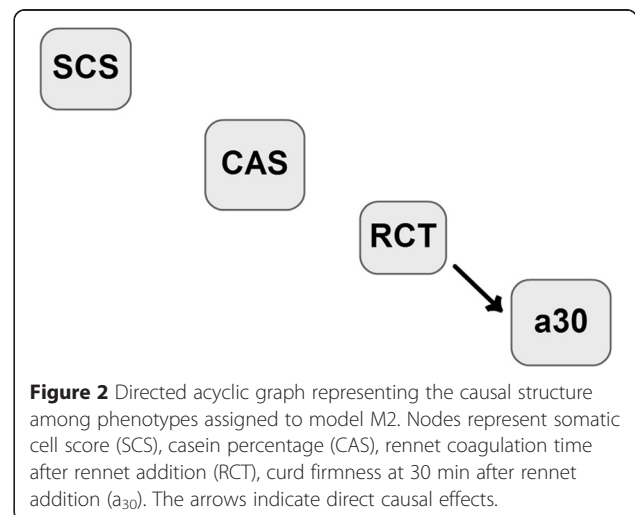 SCS
CAS
RCT
a30
Figure 2 Directed acyclic graph representing the causal structure
among phenotypes assigned to model M2. Nodes represent somatic
cell score (SCS), casein percentage (CAS), rennet coagulation time
after rennet addition (RCT), curd firmness at 30 min after rennet
addition (a₃₀). The arrows indicate direct causal effects.